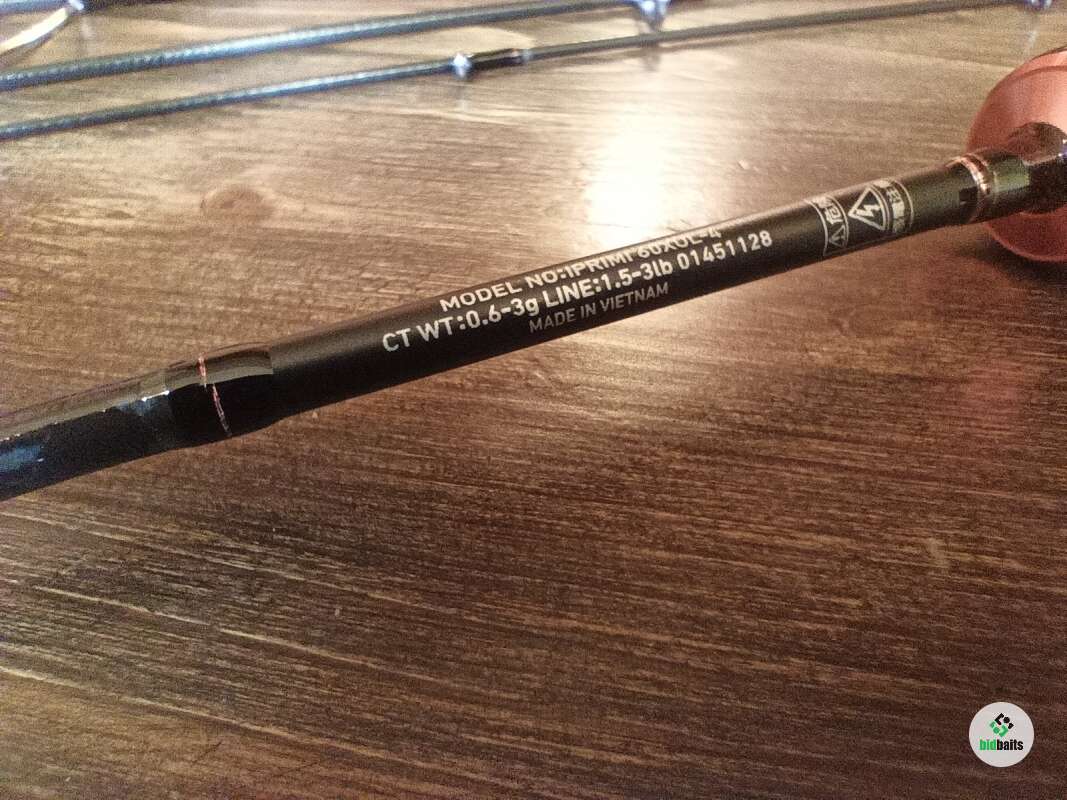 MODEL NO:IPRIMI 60XUL-4
CT WT:0.6-3g LINE:1.5-3lb 01451128
MADE IN VIETNAM
危
bidbaits